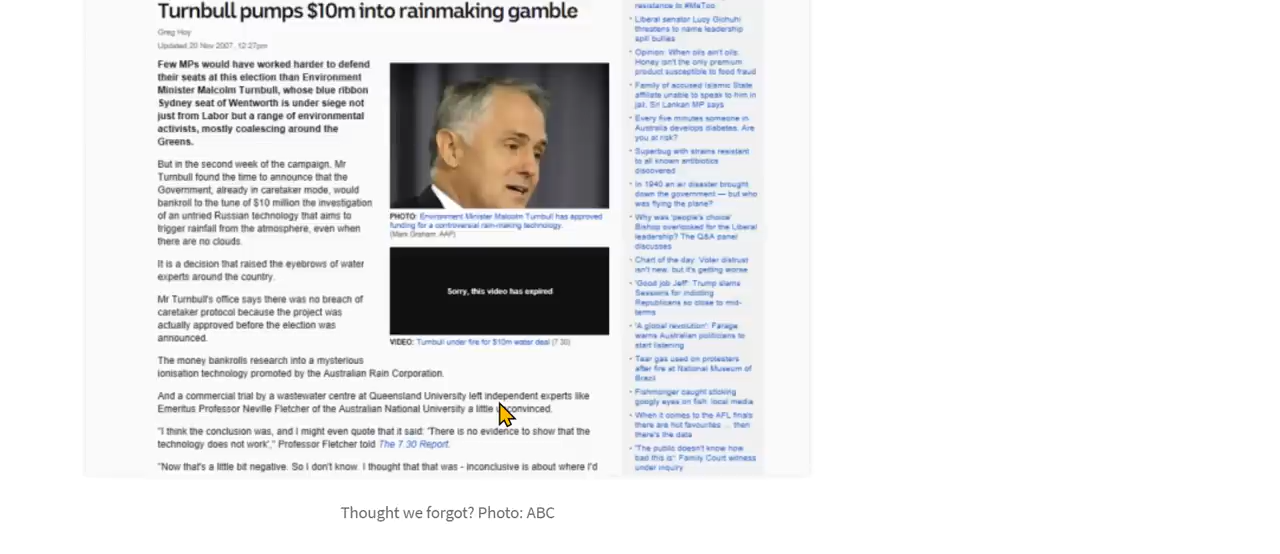 Turnbull pumps $10m into rainmaking gamble
Greg Hoy
Updated 20 Nov 2007, 12:27pm
Few MPs would have worked harder to defend
their seats at this election than Environment
Minister Malcolm Turnbull, whose blue ribbon
Sydney seat of Wentworth is under siege not
just from Labor but a range of environmental
activists, mostly coalescing around the
Greens.
But in the second week of the campaign, Mr
Turnbull found the time to announce that the
Government, already in caretaker mode, would
bankroll to the tune of $10 million the investigation
of an untried Russian technology that aims to
trigger rainfall from the atmosphere, even when
there are no clouds.
It is a decision that raised the eyebrows of water
experts around the country.
Mr Turnbull's office says there was no breach of
caretaker protocol because the project was
actually approved before the election was
announced.
The money bankrolls research into a mysterious
ionisation technology promoted by the Australian Rain Corporation.
And a commercial trial by a wastewater centre at Queensland University left independent experts like
Emeritus Professor Neville Fletcher of the Australian National University a little unconvinced.
"I think the conclusion was, and I might even quote that it said: 'There is no evidence to show that the
technology does not work'," Professor Fletcher told The 7.30 Report.
"Now that's a little bit negative. So I don't know. I thought that that was - inconclusive is about where I'd
PHOTO: Environment Minister Malcolm Turnbull has approved
funding for a controversial rain-making technology.
(Mark Graham: AAP)
Sorry, this video has expired
VIDEO: Turnbull under fire for $10m water deal (7.30)
resistance to #MeToo
Liberal senator Lucy Gichuhi
threatens to name leadership
spill bullies
Opinion: When oils ain't oils:
Honey isn't the only premium
product susceptible to food fraud
Family of accused Islamic State
affiliate unable to speak to him in
jail, Sri Lankan MP says
Every five minutes someone in
Australia develops diabetes. Are
you at risk?
Superbug with strains resistant
to all known antibiotics
discovered
In 1940 an air disaster brought
down the government — but who
was flying the plane?
Why was 'people's choice'
Bishop overlooked for the Liberal
leadership? The Q&A panel
discusses
Chart of the day: Voter distrust
isn't new, but it's getting worse
'Good job Jeff': Trump slams
Sessions for indicting
Republicans so close to mid-
terms
'A global revolution': Farage
warns Australian politicians to
start listening
Tear gas used on protesters
after fire at National Museum of
Brazil
Fishmonger caught sticking
googly eyes on fish: local media
When it comes to the AFL finals
there are hot favourites ... then
there's the data
'The public doesn't know how
bad this is': Family Court witness
under inquiry
Thought we forgot? Photo: ABC